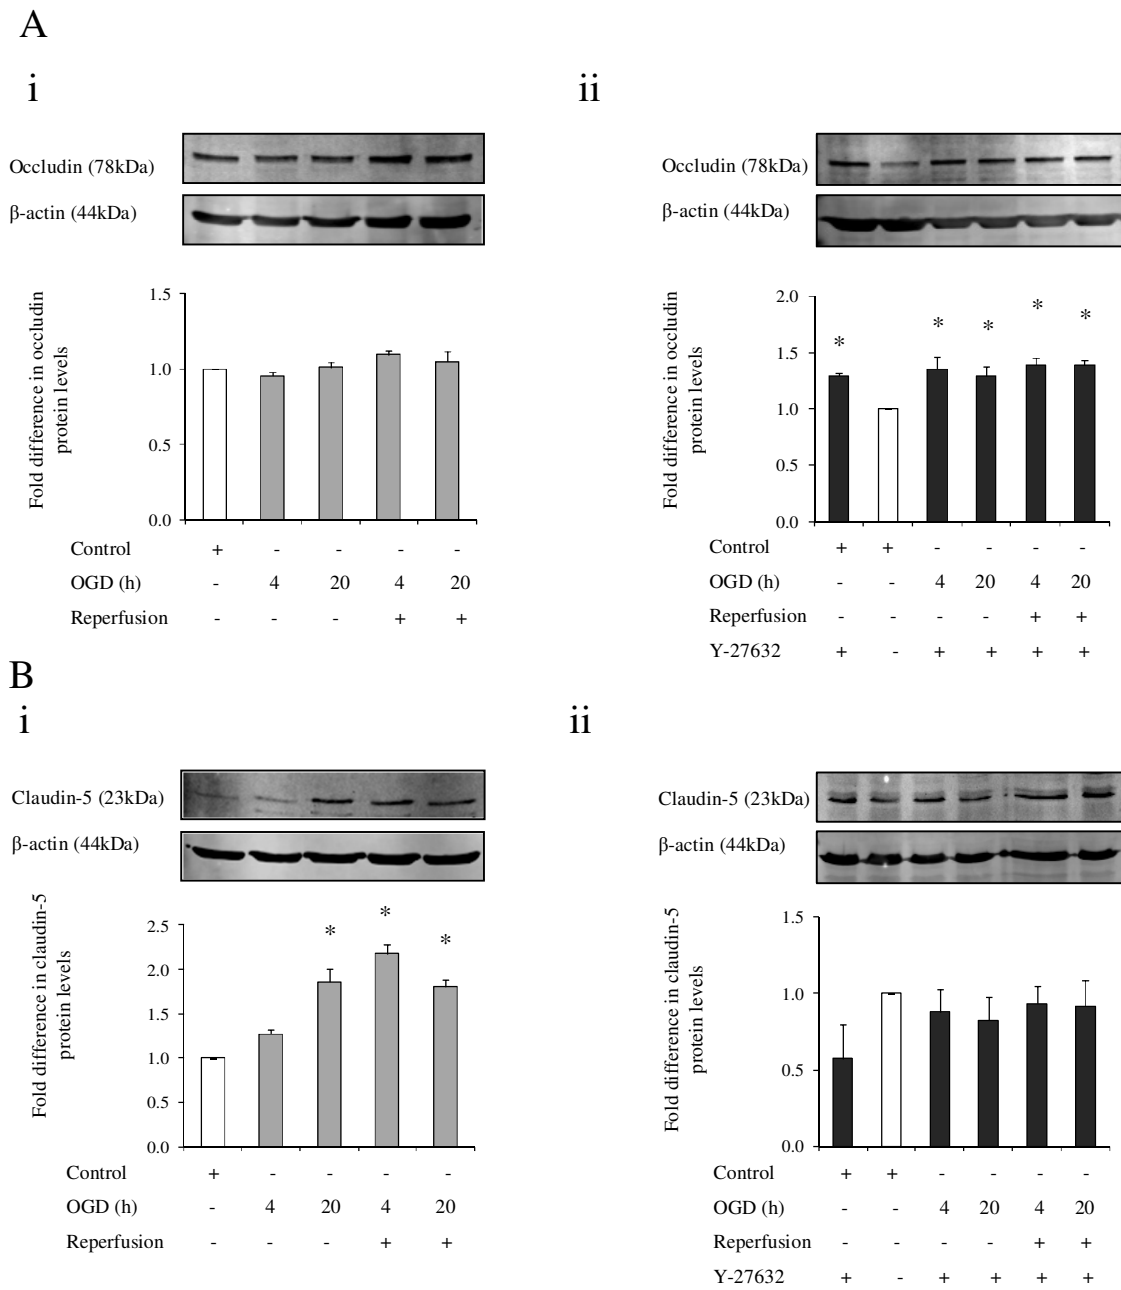 A
i
Occludin (78kDa)
β-actin (44kDa)
Fold difference in occludin
protein levels
1.5
1.0
0.5
0.0
Control + - - - -
OGD (h) - 4 20 4 20
Reperfusion - - - + +
ii
Occludin (78kDa)
β-actin (44kDa)
Fold difference in occludin
protein levels
2.0
1.5
1.0
0.5
0.0
* * * * *
Control + + - - - -
OGD (h) - - 4 20 4 20
Reperfusion - - - - + +
Y-27632 + - + + + +
B
i
Claudin-5 (23kDa)
β-actin (44kDa)
Fold difference in claudin-5
protein levels
2.5
2.0
1.5
1.0
0.5
0.0
* * *
Control + - - - -
OGD (h) - 4 20 4 20
Reperfusion - - - + +
ii
Claudin-5 (23kDa)
β-actin (44kDa)
Fold difference in claudin-5
protein levels
1.5
1.0
0.5
0.0
Control + + - - - -
OGD (h) - - 4 20 4 20
Reperfusion - - - - + +
Y-27632 + - + + + +